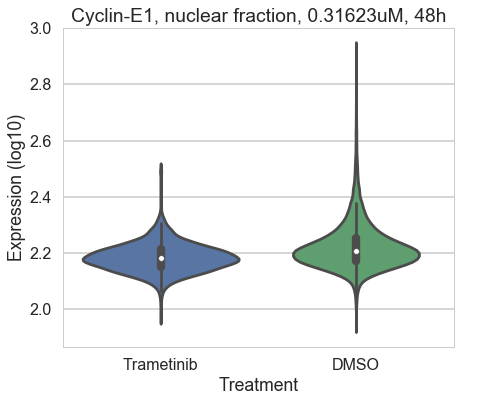 Cyclin-E1, nuclear fraction, 0.31623uM, 48h
3.0
2.8
2.6
2.4
2.2
2.0
Expression (log10)
Trametinib DMSO
Treatment